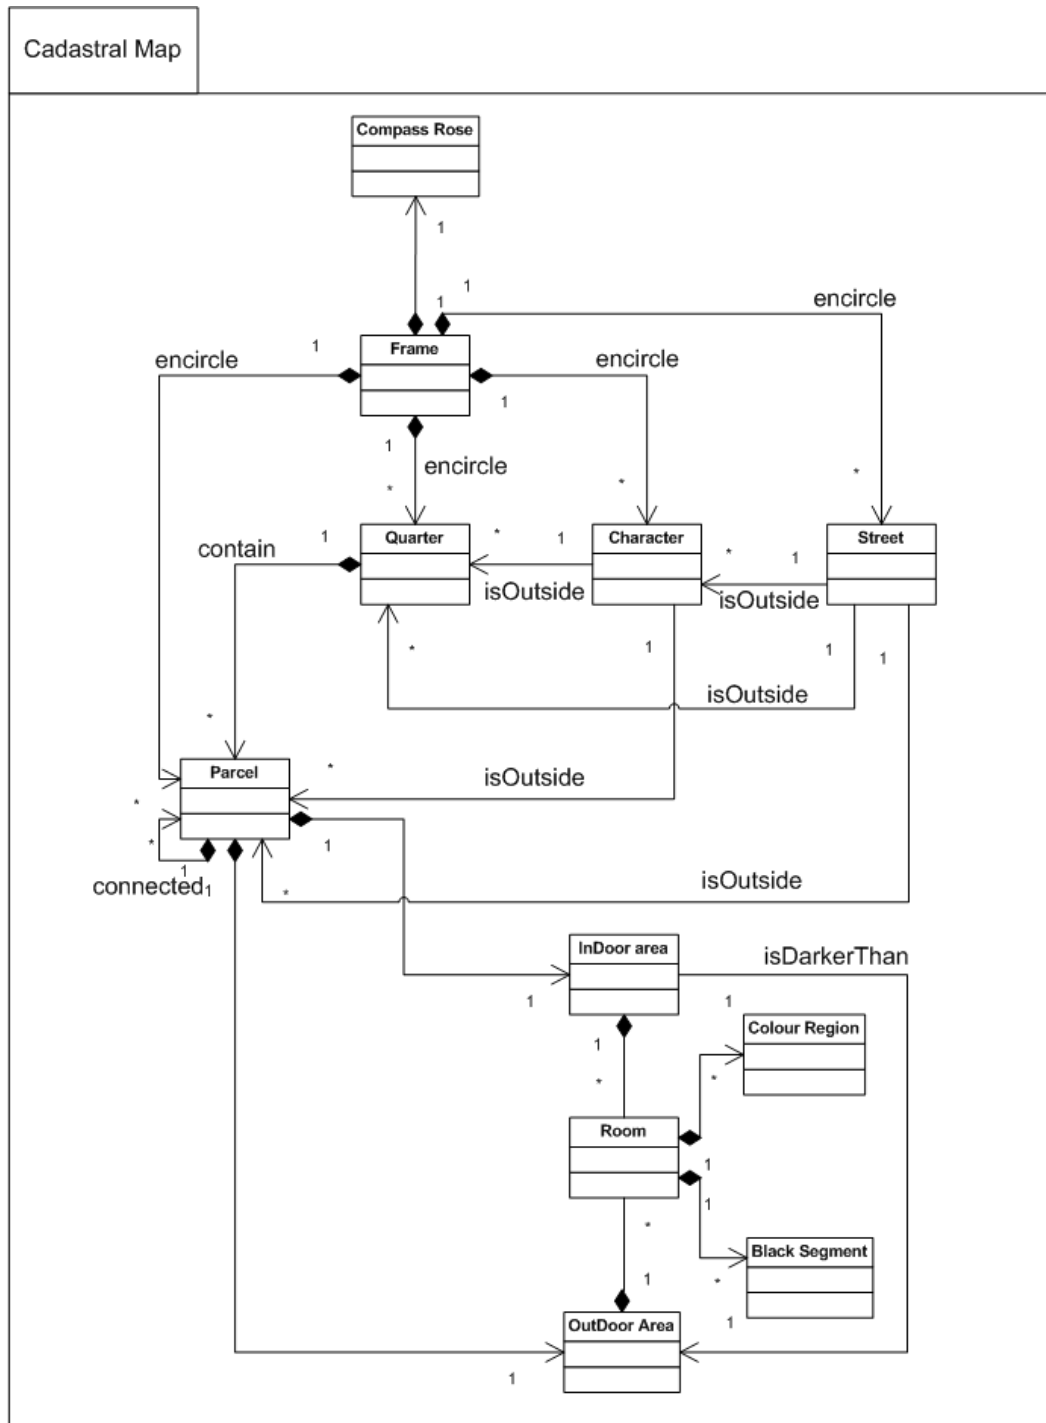 Cadastral Map
Compass Rose
1
1
1
encircle
1
Frame
encircle
encircle
1
1
encircle
*
*
*
1
Quarter
*
1
Character
*
1
Street
contain
isOutside
isOutside
*
1
1
1
isOutside
*
Parcel
*
isOutside
*
*
1
1
connected
1
*
isOutside
InDoor area
isDarkerThan
1
1
Colour Region
1
*
*
Room
1
1
*
Black Segment
1
*
1
OutDoor Area
1